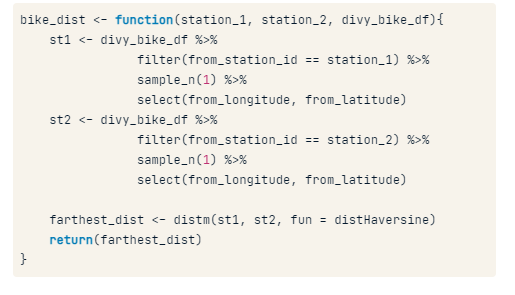 bike_dist <- function(station_1, station_2, divy_bike_df){
    st1 <- divy_bike_df %>%
                filter(from_station_id == station_1) %>%
                sample_n(1) %>%
                select(from_longitude, from_latitude)
    st2 <- divy_bike_df %>%
                filter(from_station_id == station_2) %>%
                sample_n(1) %>%
                select(from_longitude, from_latitude)

    farthest_dist <- distm(st1, st2, fun = distHaversine)
    return(farthest_dist)
}